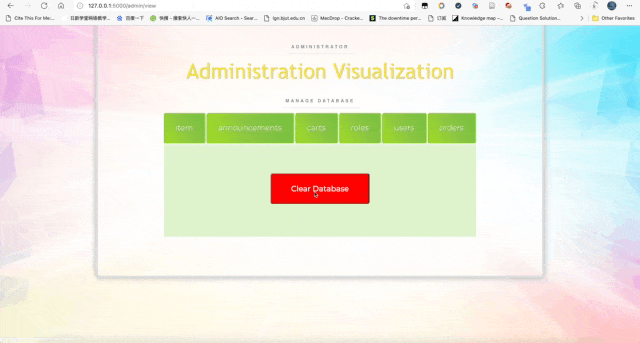 127.0.0.1:5000/admin/view
Cite This For Me:...
日新学堂网络教学...
百度一下
快搜 - 搜索快人一...
AIO Search - Sear...
lgn.bjut.edu.cn
MacDrop - Cracke...
The downtime per...
订阅
Knowledge map –...
Question Solution...
Other Favorites
ADMINISTRATOR
Administration Visualization
MANAGE DATABASE
item
announcements
carts
roles
users
orders
Clear Database